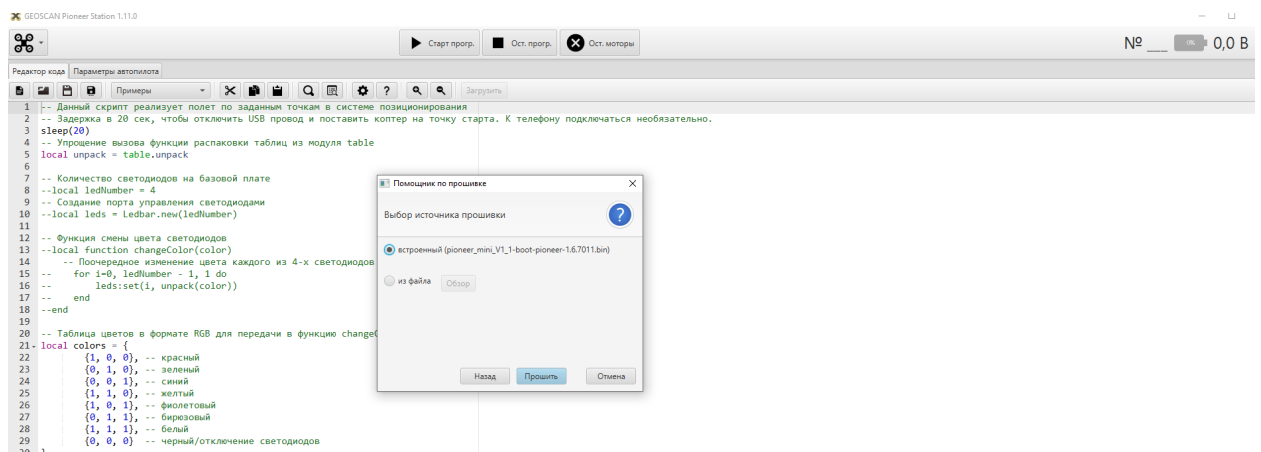 GEOSCAN Pioneer Station 1.11.0
Старт прогр. Ост. прогр. Ост. моторы № __ 0% 0,0 В
Редактор кода Параметры автопилота
Примеры ? Загрузить
1 -- Данный скрипт реализует полет по заданным точкам в системе позиционирования
2 -- Задержка в 20 сек, чтобы отключить USB провод и поставить коптер на точку старта. К телефону подключаться необязательно.
3 sleep(20)
4 -- Упрощение вызова функции распаковки таблиц из модуля table
5 local unpack = table.unpack
6
7 -- Количество светодиодов на базовой плате
8 --local ledNumber = 4
9 -- Создание порта управления светодиодами
10 --local leds = Ledbar.new(ledNumber)
11
12 -- Функция смены цвета светодиодов
13 --local function changeColor(color)
14 -- Поочередное изменение цвета каждого из 4-х светодиодов
15 -- for i=0, ledNumber - 1, 1 do
16 -- leds:set(i, unpack(color))
17 -- end
18 --end
19
20 -- Таблица цветов в формате RGB для передачи в функцию change
21 local colors = {
22 {1, 0, 0}, -- красный
23 {0, 1, 0}, -- зеленый
24 {0, 0, 1}, -- синий
25 {1, 1, 0}, -- желтый
26 {1, 0, 1}, -- фиолетовый
27 {0, 1, 1}, -- бирюзовый
28 {1, 1, 1}, -- белый
29 {0, 0, 0} -- черный/отключение светодиодов
Помощник по прошивке
Выбор источника прошивки ?
встроенный (pioneer_mini_V1_1-boot-pioneer-1.6.7011.bin)
из файла Обзор
Назад Прошить Отмена